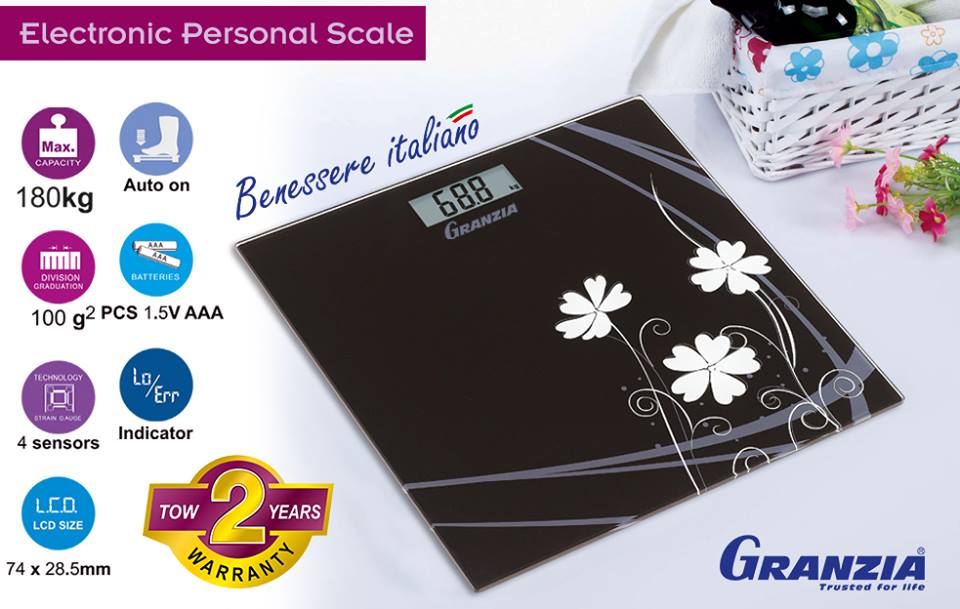 Electronic Personal Scale
Max.
CAPACITY
180kg
Auto on
DIVISION
GRADUATION
100 g
AAA
AAA
BATTERIES
2 PCS 1.5V AAA
TECHNOLOGY
STRAIN GAUGE
4 sensors
Lo/Err
Indicator
L.C.D.
LCD SIZE
74 x 28.5mm
TOW 2 YEARS
WARRANTY
Benessere italiano
68.8 kg
GRANZIA
GRANZIA®
Trusted for life